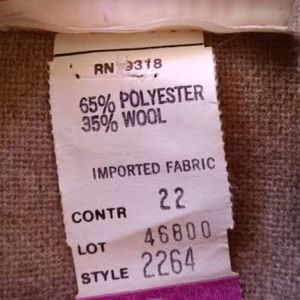 RN 9318
65% POLYESTER
35% WOOL
IMPORTED FABRIC
CONTR 22
LOT 46800
STYLE 2264